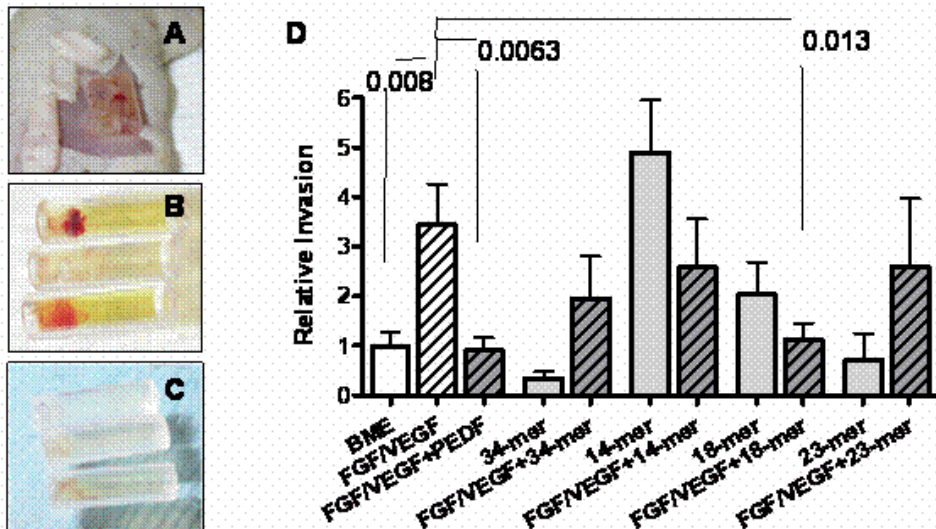 A
B
C
D
0.008
0.0063
0.013
Relative Invasion
6
5
4
3
2
1
0
BME
FGF/VEGF
FGF/VEGF+PEDF
34-mer
FGF/VEGF+34-mer
14-mer
FGF/VEGF+14-mer
18-mer
FGF/VEGF+18-mer
23-mer
FGF/VEGF+23-mer